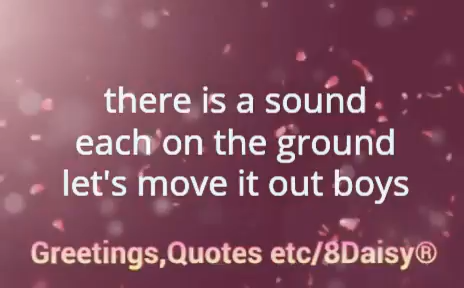 there is a sound
each on the ground
let's move it out boys
Greetings,Quotes etc/8Daisy®